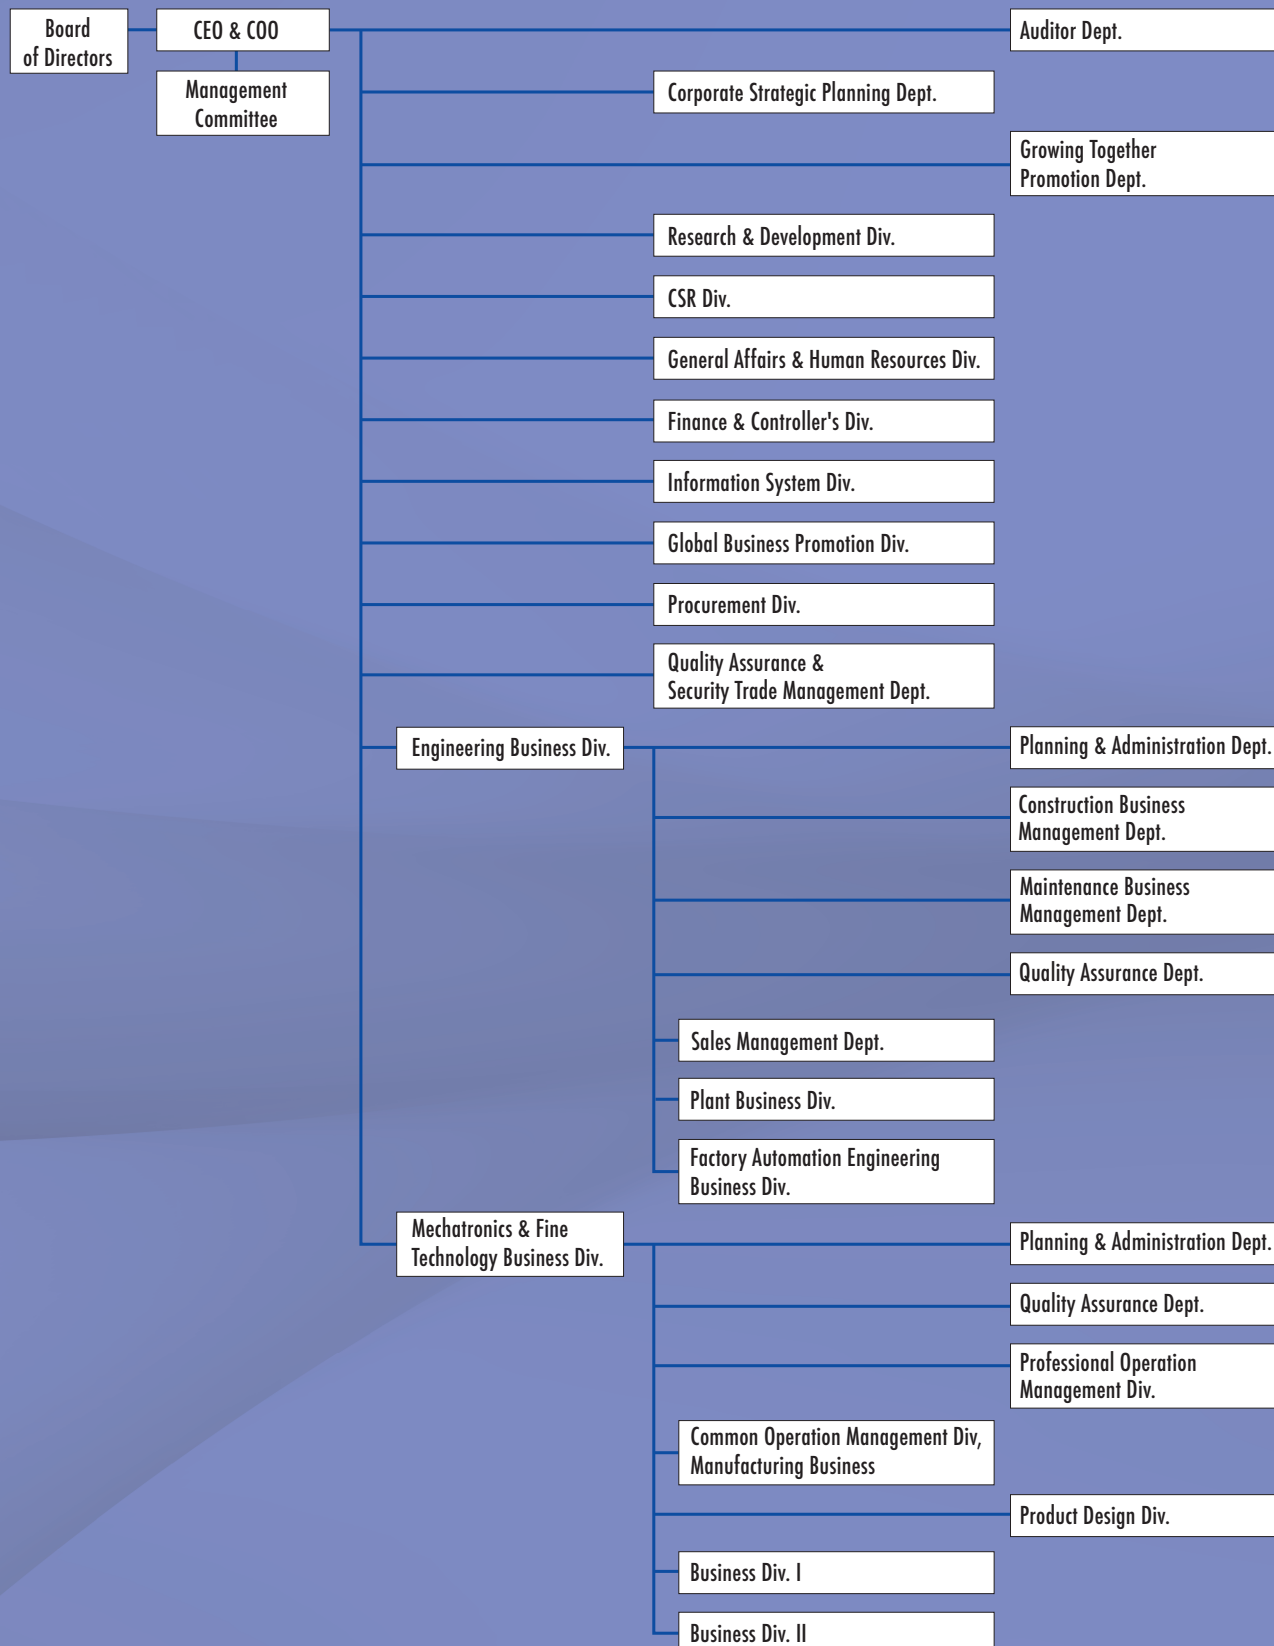 Board
of Directors
CEO & COO
Management
Committee
Auditor Dept.
Corporate Strategic Planning Dept.
Growing Together
Promotion Dept.
Research & Development Div.
CSR Div.
General Affairs & Human Resources Div.
Finance & Controller's Div.
Information System Div.
Global Business Promotion Div.
Procurement Div.
Quality Assurance &
Security Trade Management Dept.
Engineering Business Div.
Planning & Administration Dept.
Construction Business
Management Dept.
Maintenance Business
Management Dept.
Quality Assurance Dept.
Sales Management Dept.
Plant Business Div.
Factory Automation Engineering
Business Div.
Mechatronics & Fine
Technology Business Div.
Planning & Administration Dept.
Quality Assurance Dept.
Professional Operation
Management Div.
Common Operation Management Div,
Manufacturing Business
Product Design Div.
Business Div. I
Business Div. II